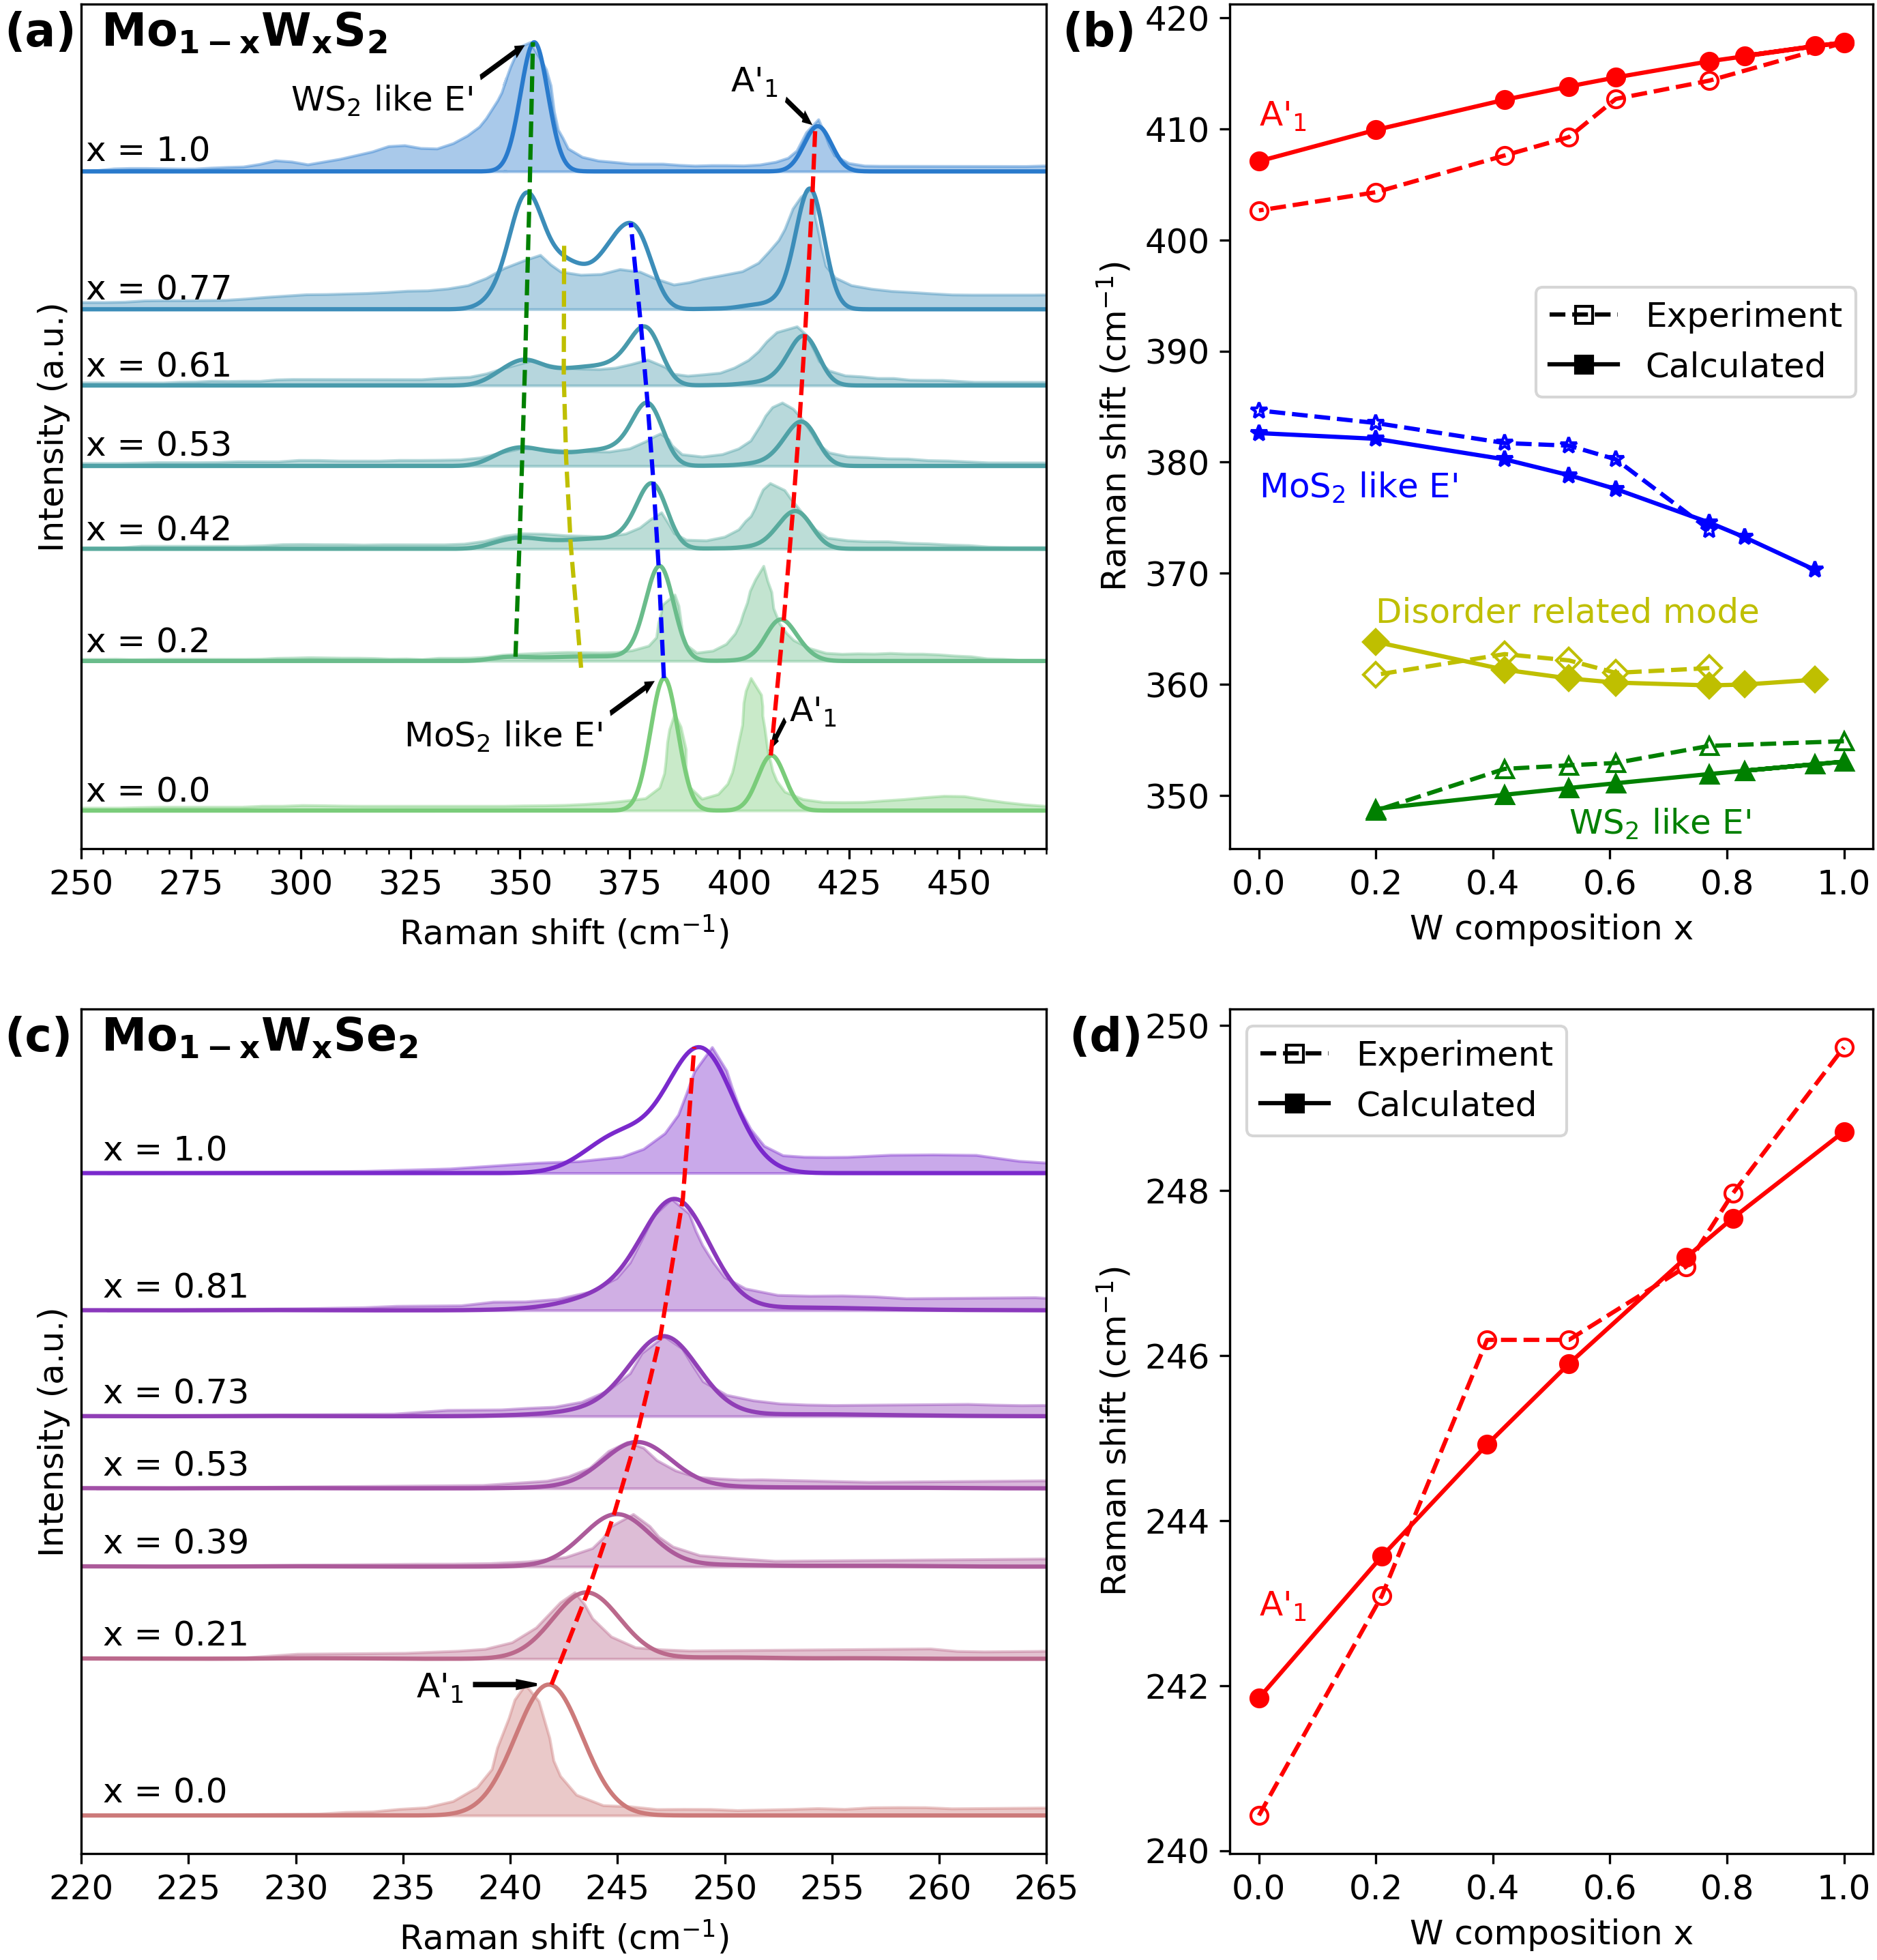 (a) Mo₁₋ₓWₓS₂
WS₂ like E'
A'₁
x = 1.0
x = 0.77
x = 0.61
x = 0.53
x = 0.42
x = 0.2
MoS₂ like E'
A'₁
x = 0.0
Intensity (a.u.)
250 275 300 325 350 375 400 425 450
Raman shift (cm⁻¹)
(b)
420
410
400
390
380
370
360
350
Raman shift (cm⁻¹)
A'₁
Experiment
Calculated
MoS₂ like E'
Disorder related mode
WS₂ like E'
0.0 0.2 0.4 0.6 0.8 1.0
W composition x
(c) Mo₁₋ₓWₓSe₂
x = 1.0
x = 0.81
x = 0.73
x = 0.53
x = 0.39
x = 0.21
A'₁
x = 0.0
Intensity (a.u.)
220 225 230 235 240 245 250 255 260 265
Raman shift (cm⁻¹)
(d)
250
248
246
244
242
240
Raman shift (cm⁻¹)
Experiment
Calculated
A'₁
0.0 0.2 0.4 0.6 0.8 1.0
W composition x